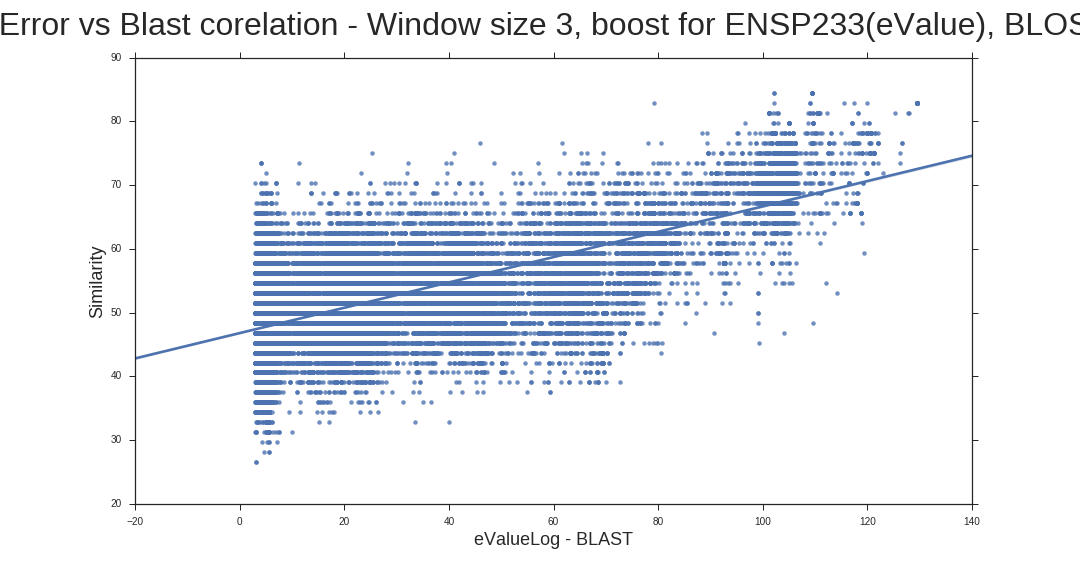 Error vs Blast corelation - Window size 3, boost for ENSP233(eValue), BLOS
90
80
70
60
50
40
30
20
Similarity
−20 0 20 40 60 80 100 120 140
eValueLog - BLAST